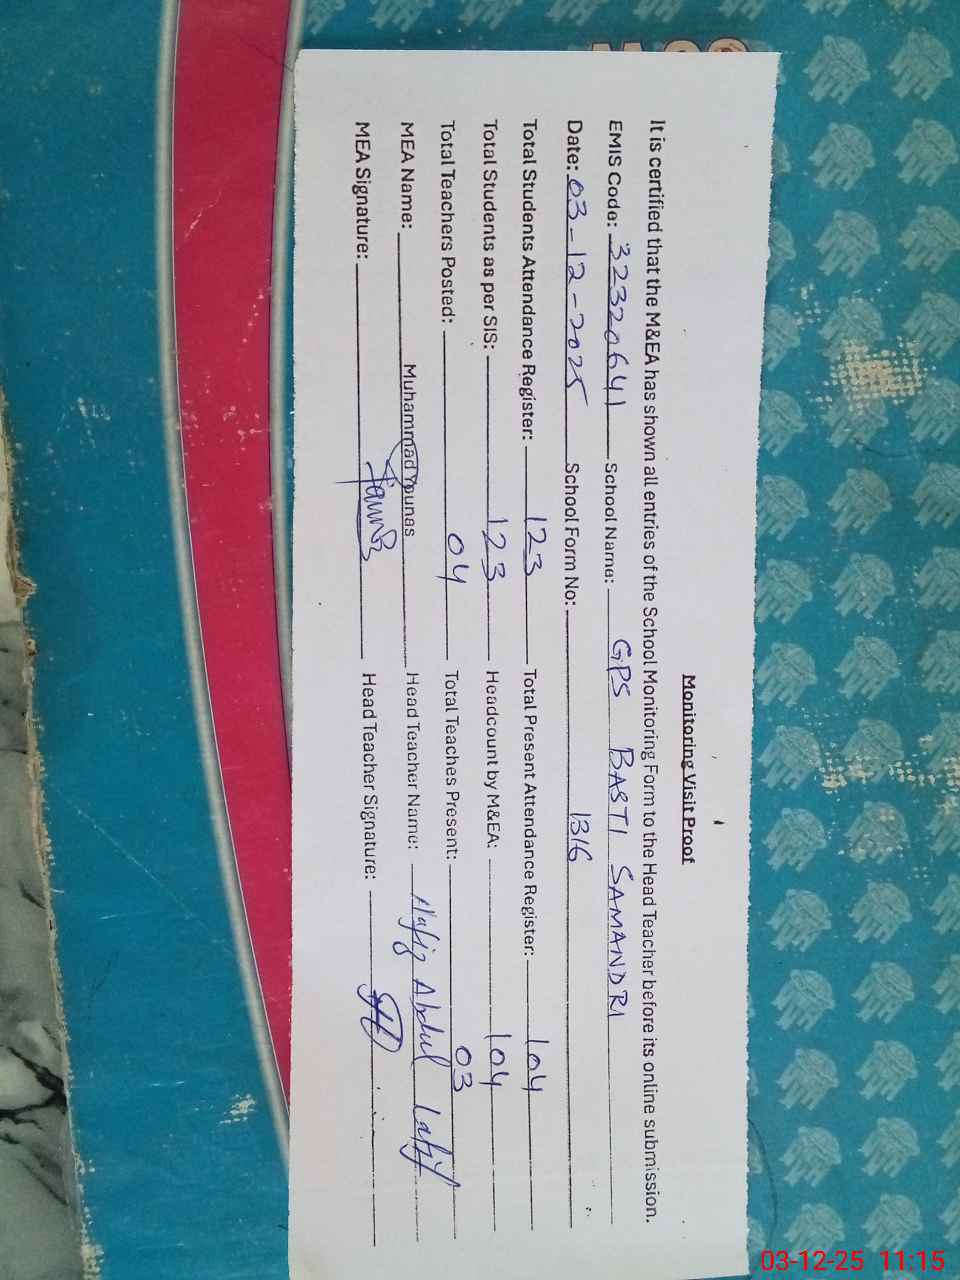 Monitoring Visit Proof
It is certified that the M&EA has shown all entries of the School Monitoring Form to the Head Teacher before its online submission.
EMIS Code: 32320641 School Name: GPS BASTI SAMANDRI
Date: 03-12-2025 School Form No: 1316
Total Students Attendance Register: 123 Total Present Attendance Register: 104
Total Students as per SIS: 123 Headcount by M&EA: 104
Total Teachers Posted: 04 Total Teaches Present: 03
MEA Name: Muhammad Younas Head Teacher Name: Hafiz Abdul Latif
MEA Signature: Head Teacher Signature:
03-12-25 11:15